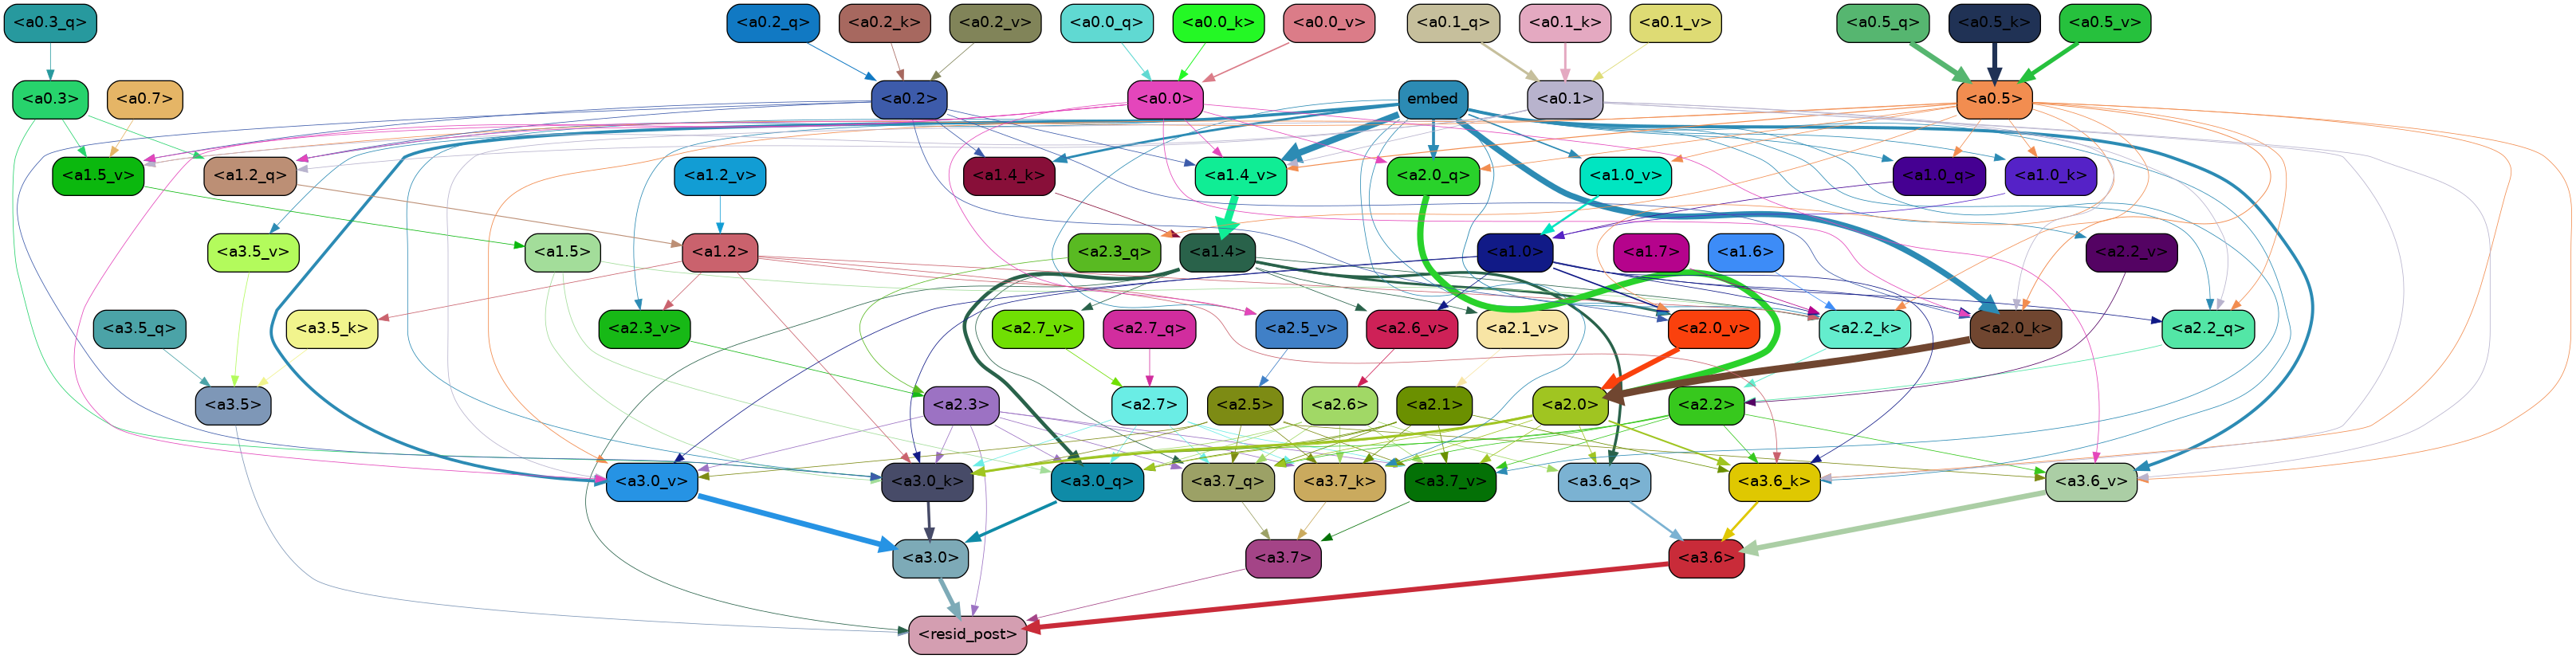 <a0.3_q> <a0.2_q> <a0.2_k> <a0.2_v> <a0.0_q> <a0.0_k> <a0.0_v> <a0.1_q> <a0.1_k> <a0.1_v> <a0.5_q> <a0.5_k> <a0.5_v>
<a0.3> <a0.7> <a0.2> <a0.0> embed <a0.1> <a0.5>
<a1.5_v> <a1.2_q> <a1.2_v> <a1.4_k> <a1.4_v> <a2.0_q> <a1.0_v> <a1.0_q> <a1.0_k>
<a3.5_v> <a1.5> <a1.2> <a2.3_q> <a1.4> <a1.0> <a1.7> <a1.6> <a2.2_v>
<a3.5_q> <a3.5_k> <a2.3_v> <a2.7_v> <a2.7_q> <a2.5_v> <a2.6_v> <a2.1_v> <a2.0_v> <a2.2_k> <a2.0_k> <a2.2_q>
<a3.5> <a2.3> <a2.7> <a2.5> <a2.6> <a2.1> <a2.0> <a2.2>
<a3.0_v> <a3.0_k> <a3.0_q> <a3.7_q> <a3.7_k> <a3.7_v> <a3.6_q> <a3.6_k> <a3.6_v>
<a3.0> <a3.7> <a3.6>
<resid_post>